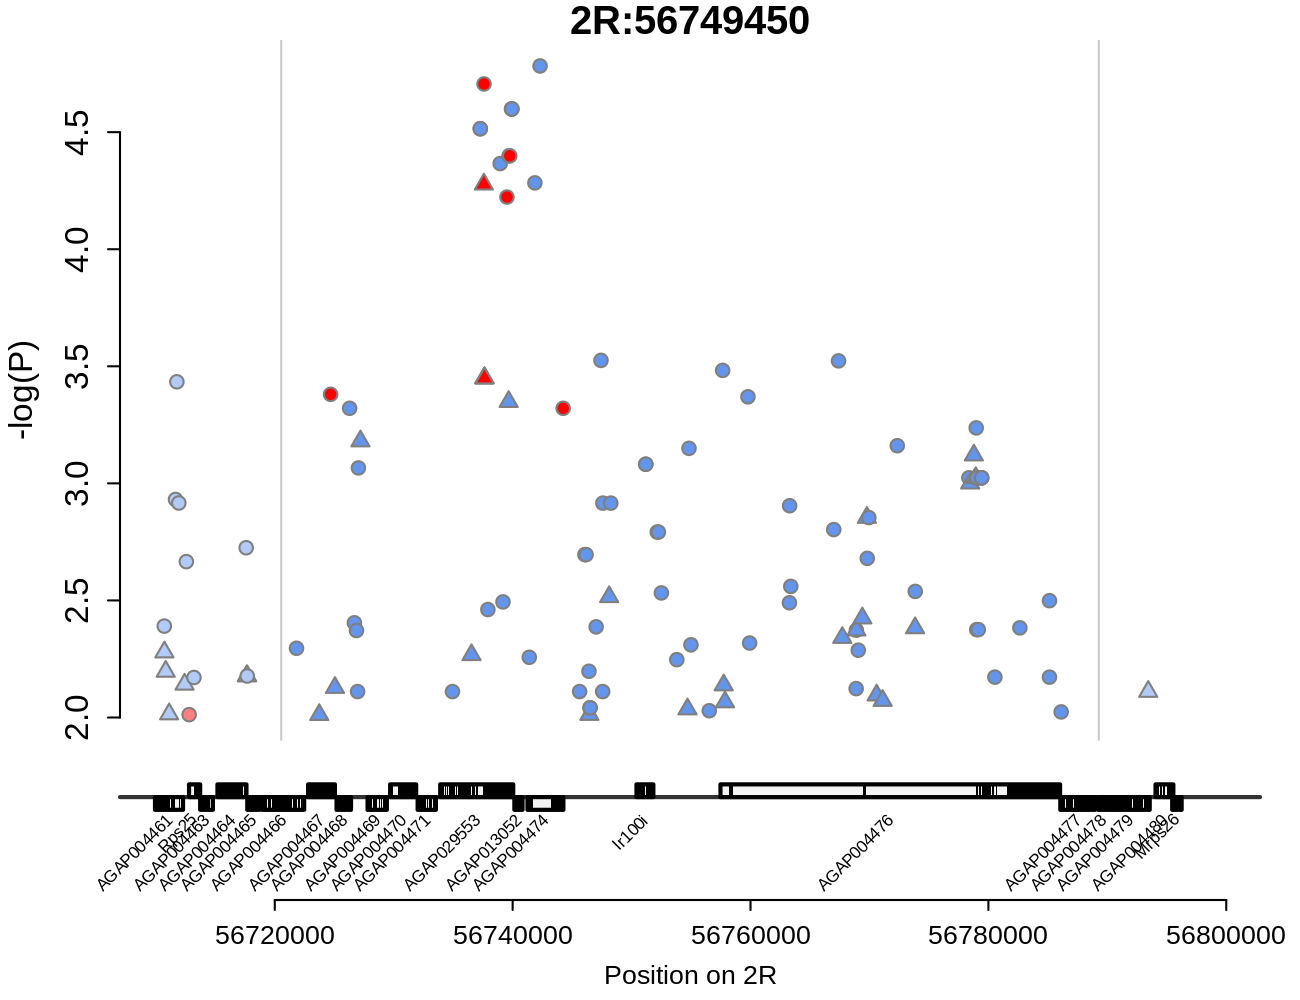 2R:56749450
-log(P)
4.5
4.0
3.5
3.0
2.5
2.0
AGAP004461
Rps25
AGAP004463
AGAP004464
AGAP004465
AGAP004466
AGAP004467
AGAP004468
AGAP004469
AGAP004470
AGAP004471
AGAP029553
AGAP013052
AGAP004474
Ir100i
AGAP004476
AGAP004477
AGAP004478
AGAP004479
AGAP004480
Mrps26
56720000 56740000 56760000 56780000 56800000
Position on 2R